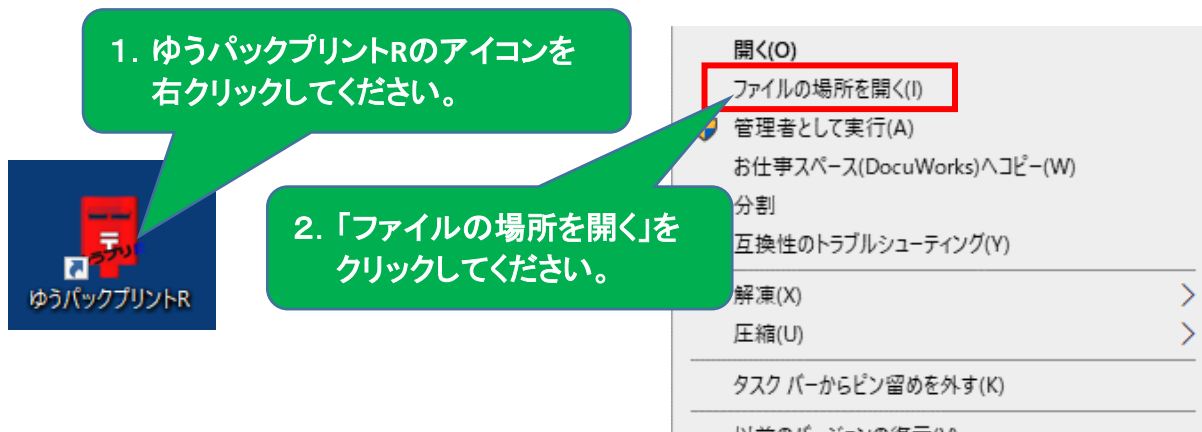 1．ゆうパックプリントRのアイコンを
右クリックしてください。
ゆうパックプリントR
2．「ファイルの場所を開く」を
クリックしてください。
開く(O)
ファイルの場所を開く(I)
管理者として実行(A)
お仕事スペース(DocuWorks)へコピー(W)
分割
互換性のトラブルシューティング(Y)
解凍(X)
圧縮(U)
タスク バーからピン留めを外す(K)